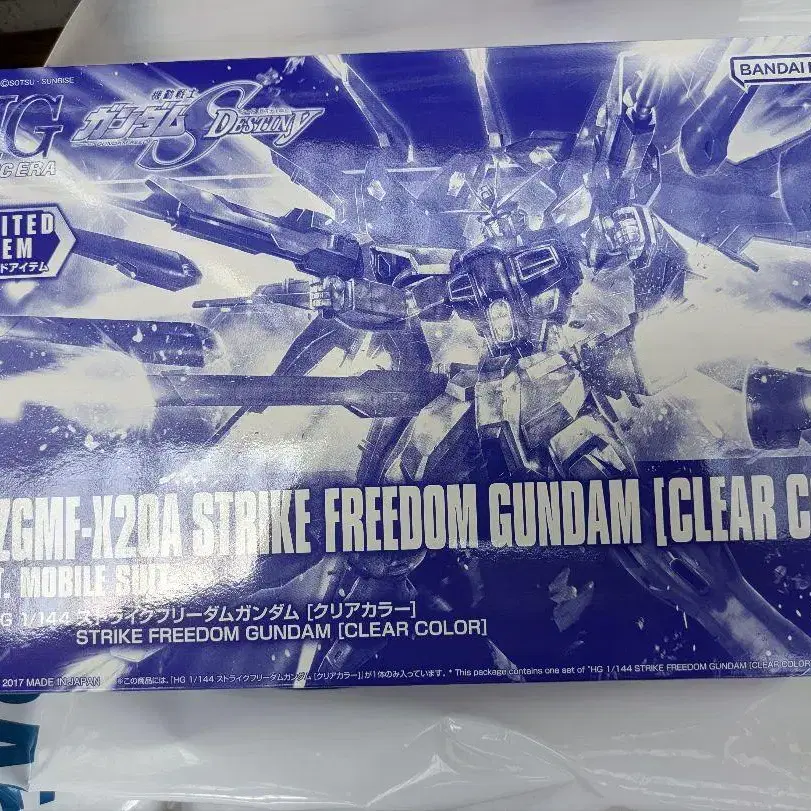 ©SOTSU・SUNRISE
HG
機動戦士
ガンダムSEED DESTINY
BANDAI
CERA
ITED
EM
ドアイテム
ZGMF-X20A STRIKE FREEDOM GUNDAM [CLEAR C
. MOBILE SUIT
G 1/144 ストライクフリーダムガンダム [クリアカラー]
STRIKE FREEDOM GUNDAM [CLEAR COLOR]
2017 MADE IN JAPAN ※この商品には、「HG 1/144 ストライクフリーダムガンダム [クリアカラー]」が1体のみ入っています。 * This package contains one set of "HG 1/144 STRIKE FREEDOM GUNDAM [CLEAR COLOR